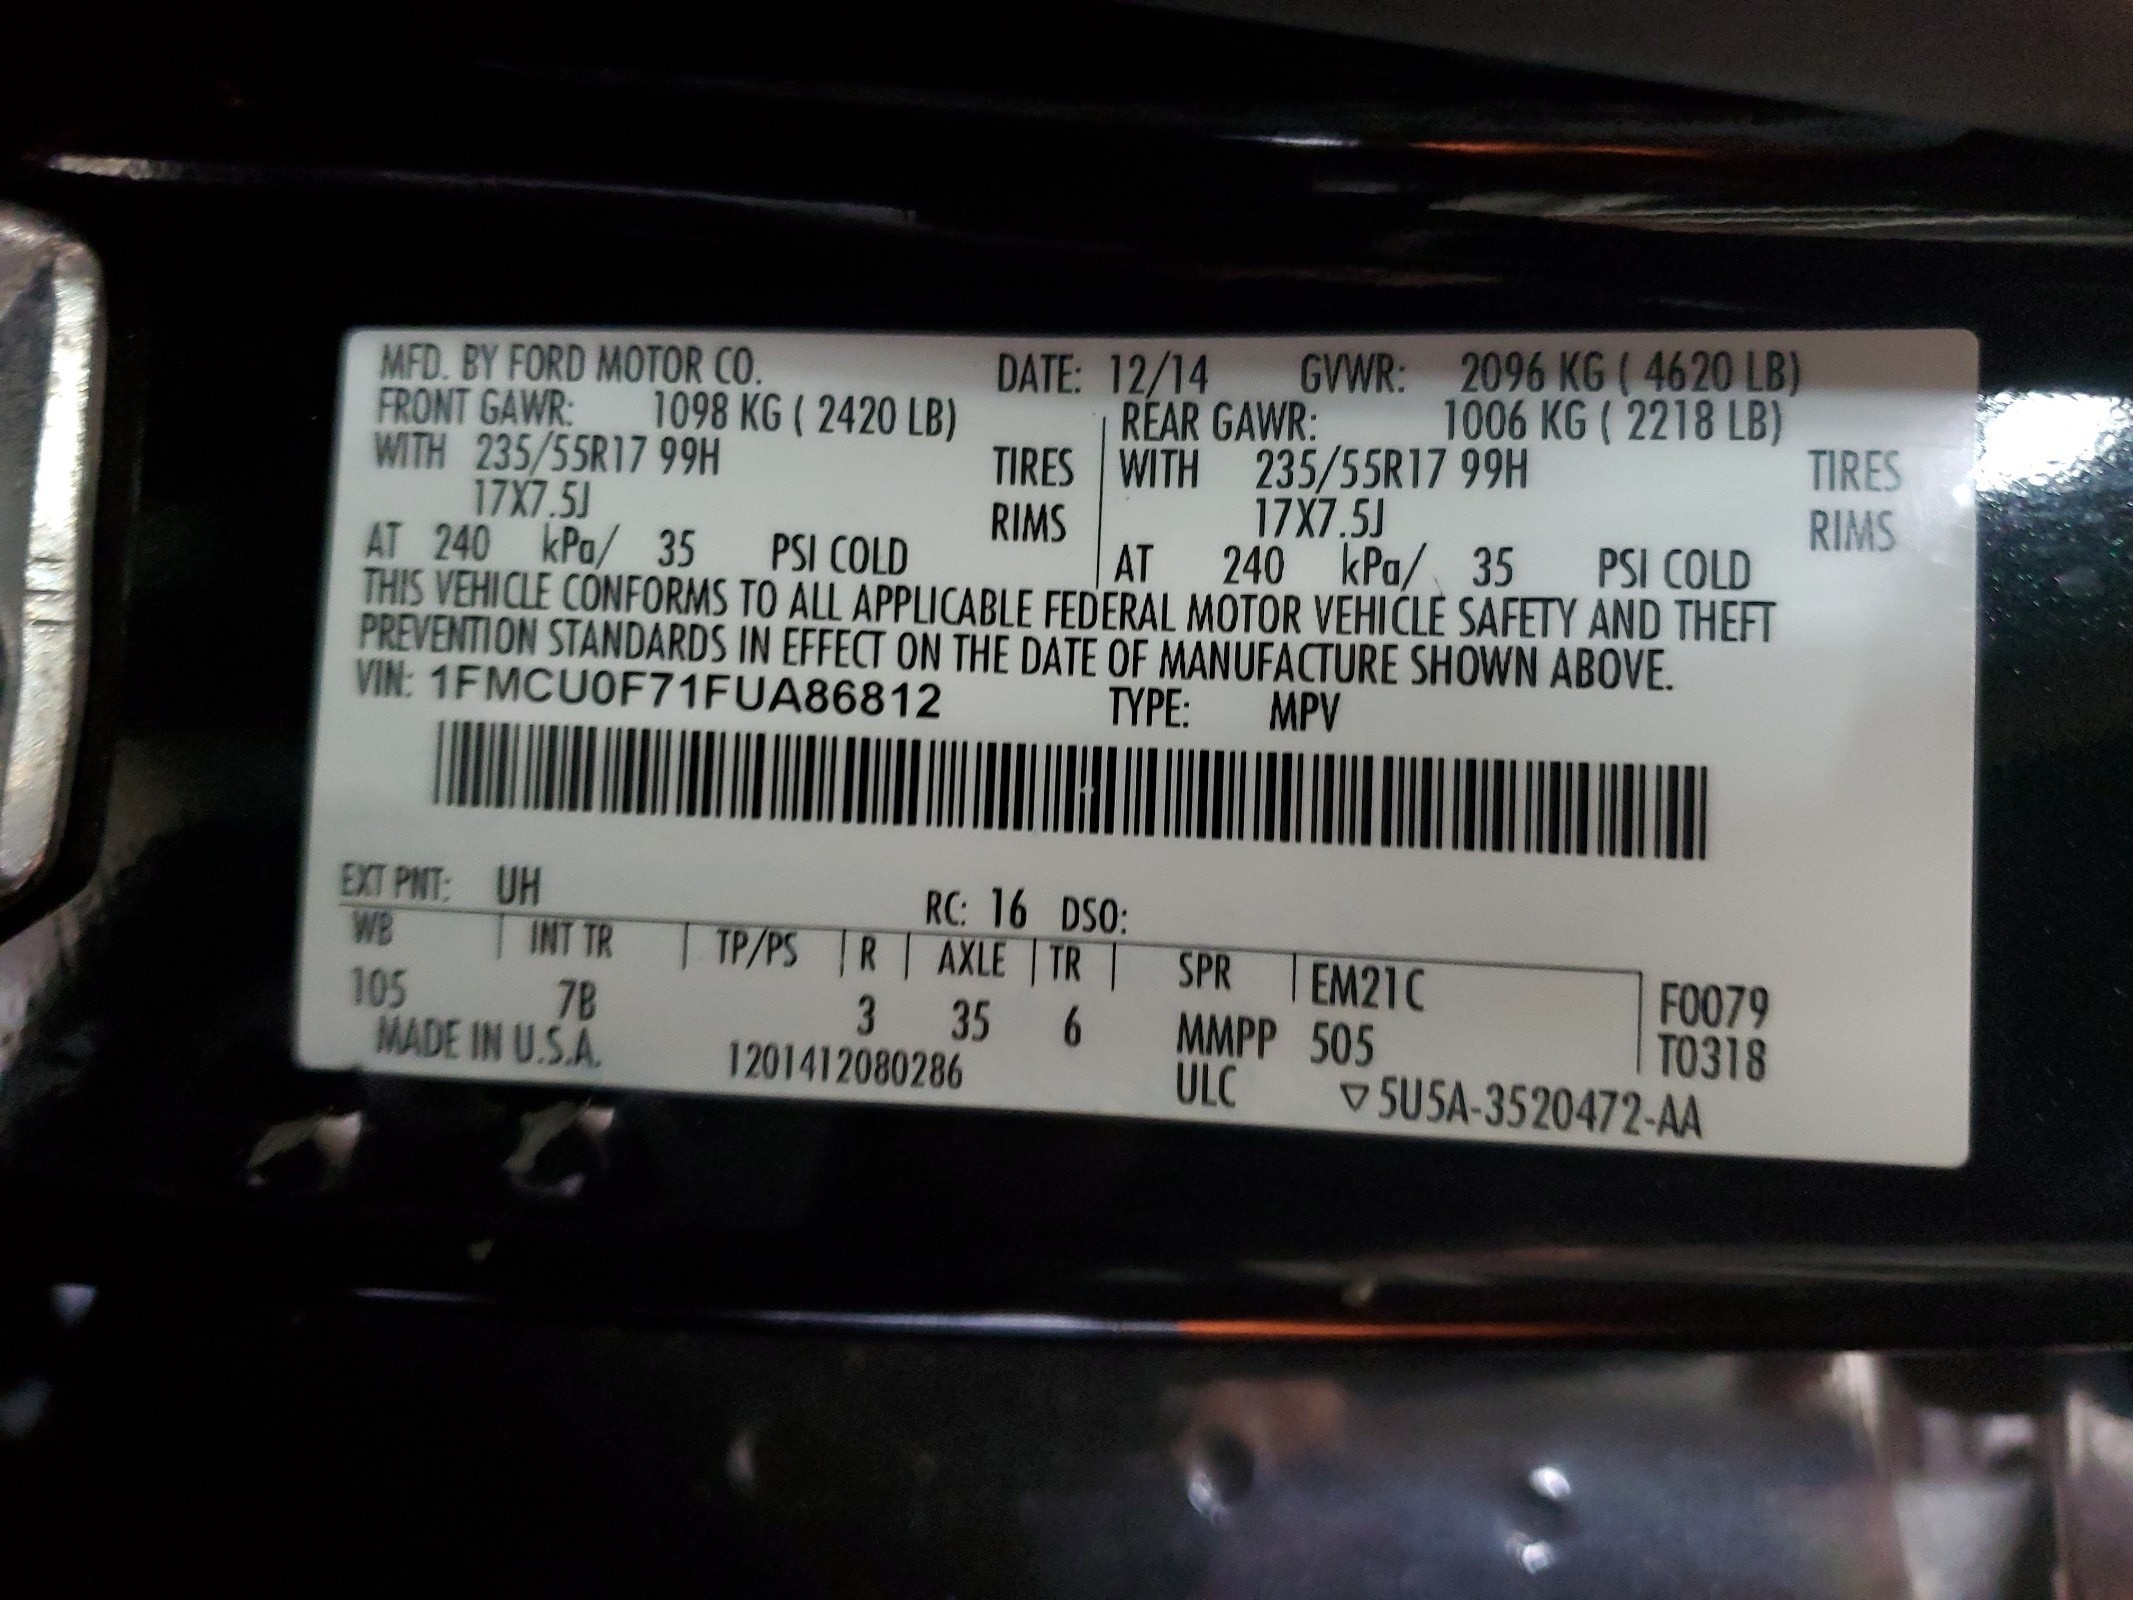 MFD. BY FORD MOTOR CO. DATE: 12/14 GVWR: 2096 KG ( 4620 LB)
FRONT GAWR: 1098 KG ( 2420 LB) REAR GAWR: 1006 KG ( 2218 LB)
WITH 235/55R17 99H TIRES WITH 235/55R17 99H TIRES
17X7.5J RIMS 17X7.5J RIMS
AT 240 kPa/ 35 PSI COLD AT 240 kPa/ 35 PSI COLD
THIS VEHICLE CONFORMS TO ALL APPLICABLE FEDERAL MOTOR VEHICLE SAFETY AND THEFT
PREVENTION STANDARDS IN EFFECT ON THE DATE OF MANUFACTURE SHOWN ABOVE.
VIN: 1FMCU0F71FUA86812 TYPE: MPV
EXT PNT: UH RC: 16 DSO:
WB INT TR TP/PS R AXLE TR SPR EM21C F0079
105 7B 3 35 6 MMPP 505 T0318
MADE IN U.S.A. 1201412080286 ULC ▽5U5A-3520472-AA